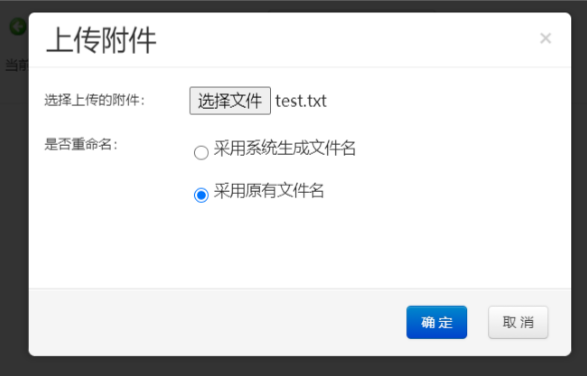 上传附件 ×
当前
选择上传的附件： 选择文件 test.txt
是否重命名： 采用系统生成文件名
采用原有文件名
确定 取消